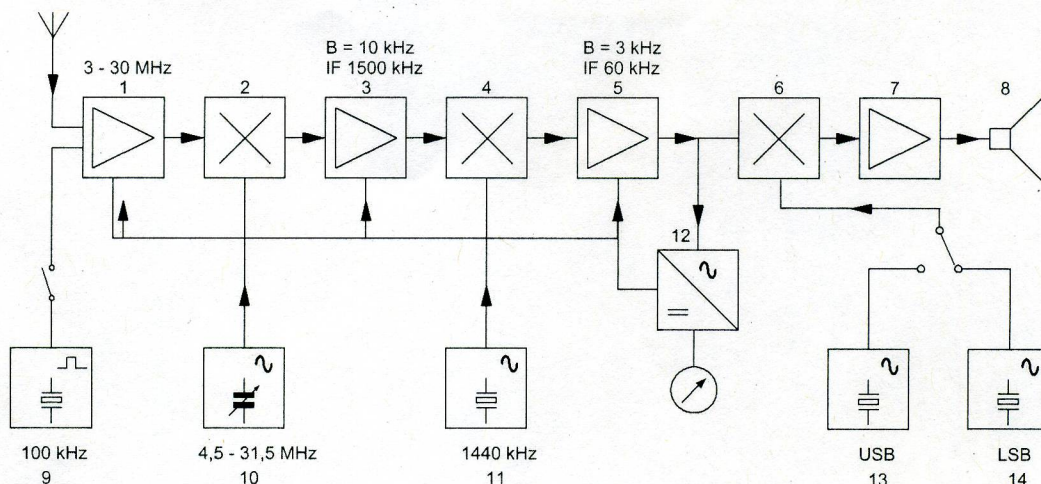 B = 10 kHz
IF 1500 kHz
B = 3 kHz
IF 60 kHz
3 - 30 MHz
1
2
3
4
5
6
7
8
12
100 kHz
4,5 - 31,5 MHz
1440 kHz
USB
LSB
9
10
11
13
14